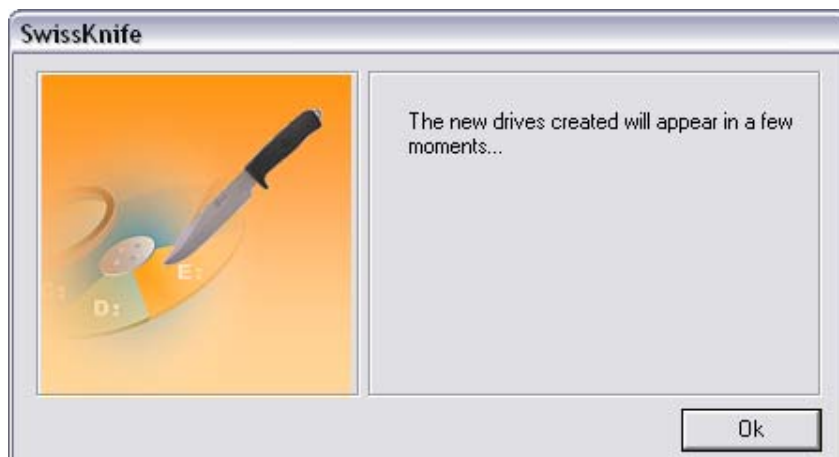 SwissKnife
The new drives created will appear in a few
moments...
E:
D:
C:
Ok